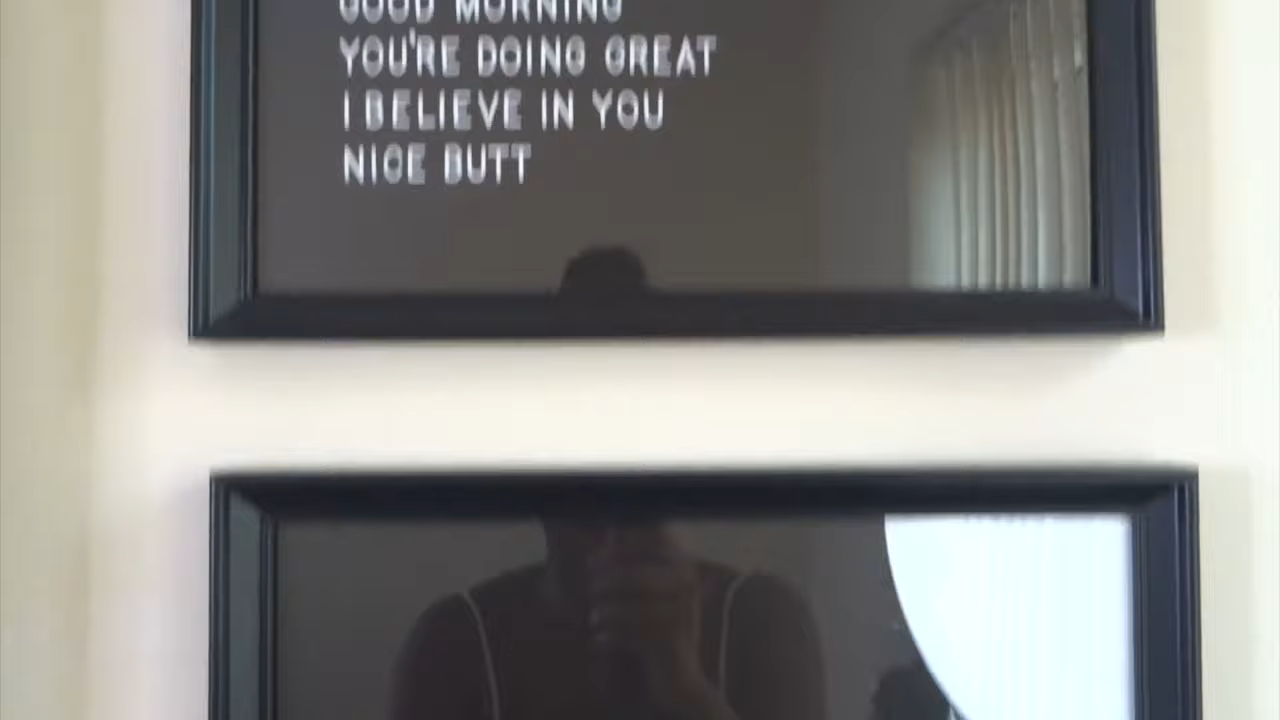 GOOD MORNING
YOU'RE DOING GREAT
I BELIEVE IN YOU
NICE BUTT